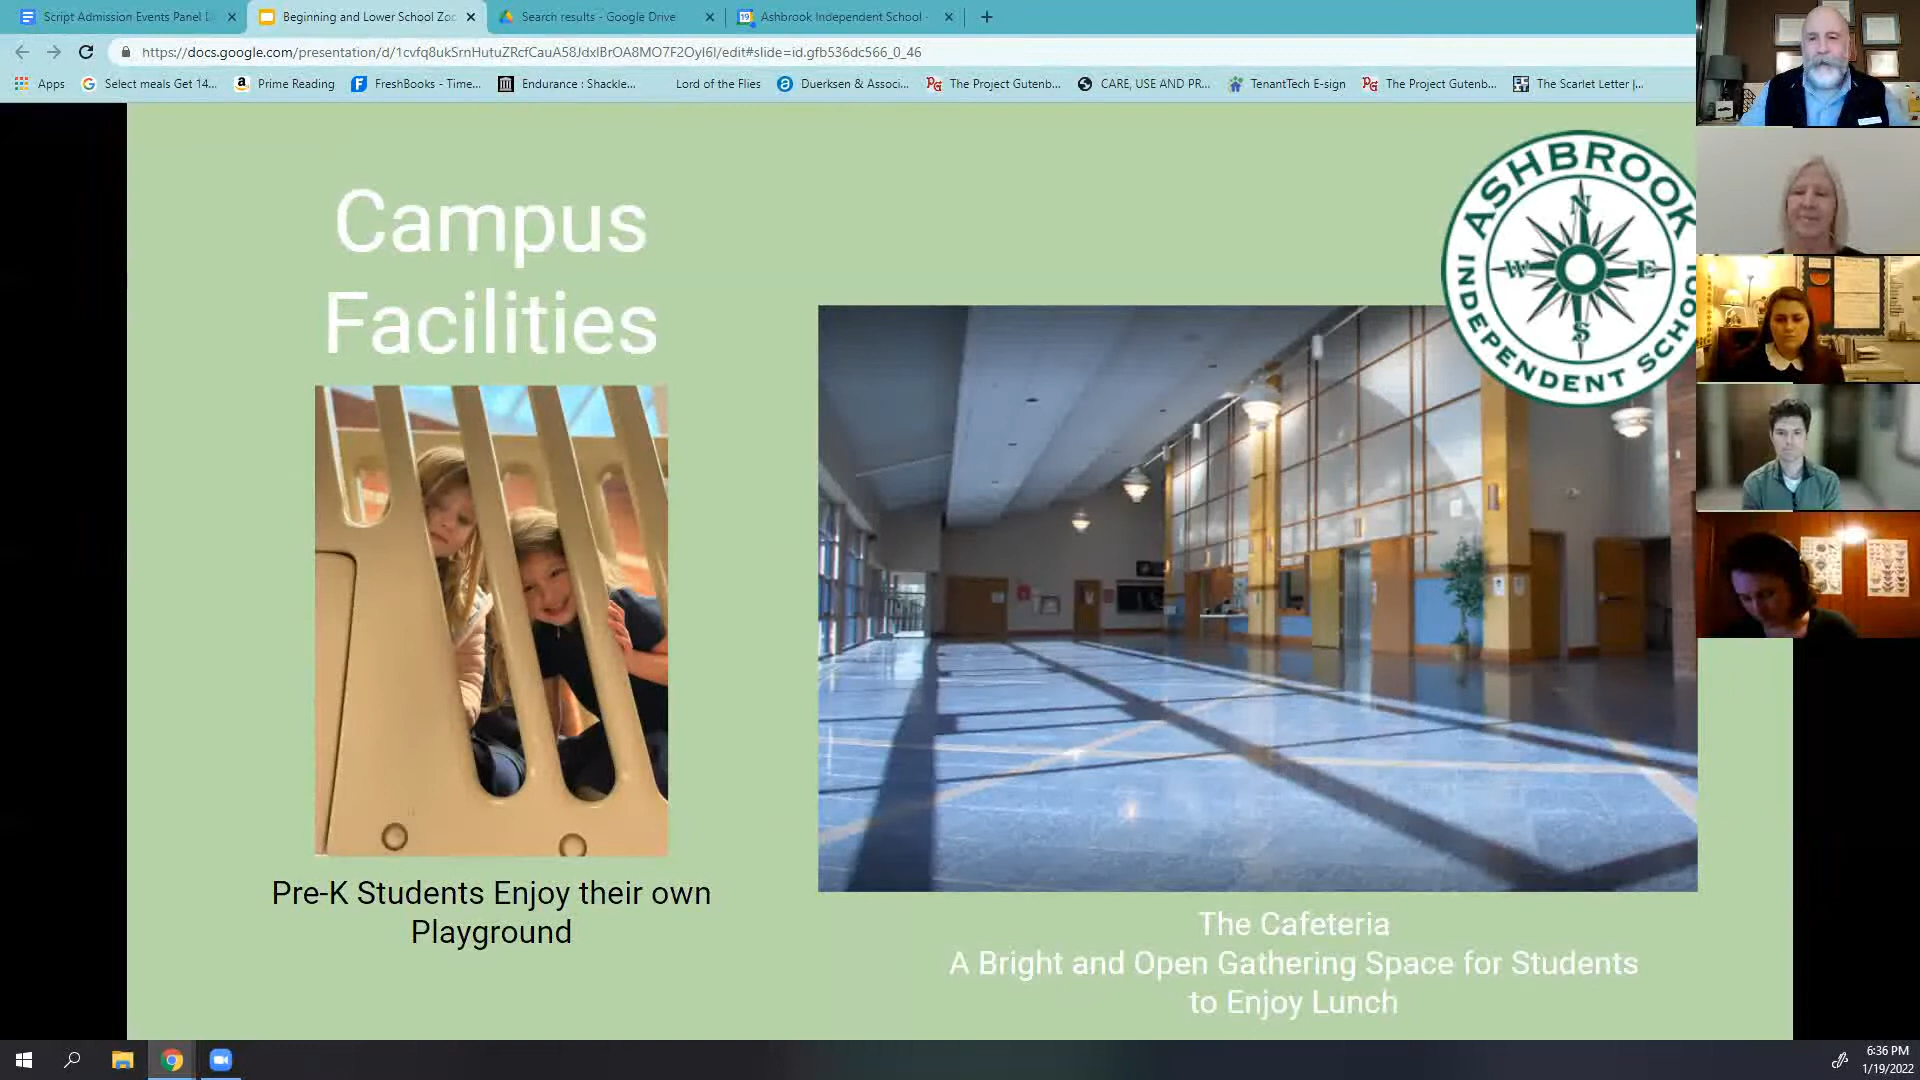 Script Admission Events Panel
Beginning and Lower School Zoo
Search results - Google Drive
19
Ashbrook Independent School -
https://docs.google.com/presentation/d/1cvfq8ukSrnHutuZRcfCauA58JdxlBrOA8MO7F2Oyl6I/edit#slide=id.gfb536dc566_0_46
Apps
Select meals Get 14...
Prime Reading
FreshBooks - Time...
Endurance : Shackle...
Lord of the Flies
Duerksen & Associ...
The Project Gutenb...
CARE, USE AND PR...
TenantTech E-sign
The Project Gutenb...
The Scarlet Letter |...
Campus
Facilities
ASHBROOK
INDEPENDENT SCHOOL
N
W E
S
Pre-K Students Enjoy their own
Playground
The Cafeteria
A Bright and Open Gathering Space for Students
to Enjoy Lunch
6:36 PM
1/19/2022